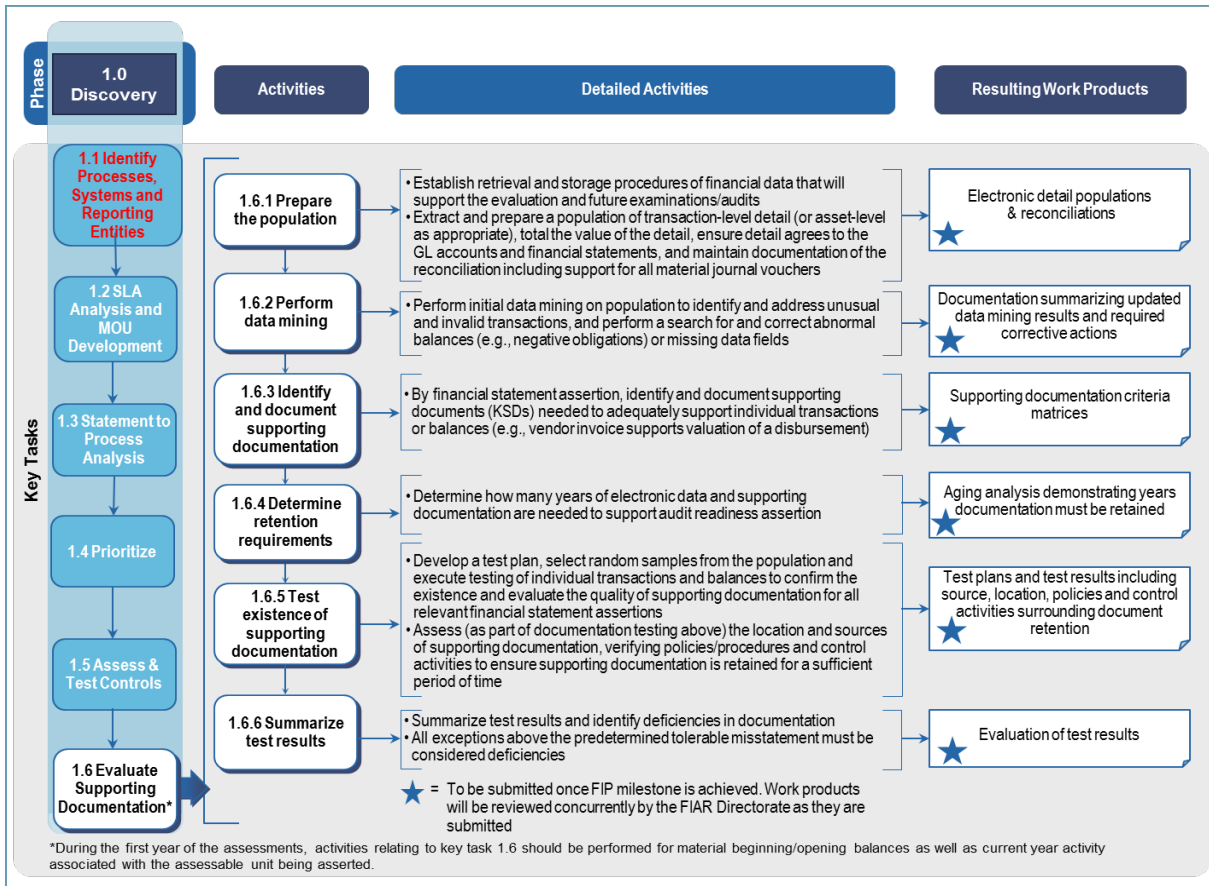 Phase
1.0
Discovery
Activities
Detailed Activities
Resulting Work Products
Key Tasks
1.1 Identify
Processes,
Systems and
Reporting
Entities
1.2 SLA
Analysis and
MOU
Development
1.3 Statement to
Process
Analysis
1.4 Prioritize
1.5 Assess &
Test Controls
1.6 Evaluate
Supporting
Documentation*
1.6.1 Prepare
the population
• Establish retrieval and storage procedures of financial data that will
support the evaluation and future examinations/audits
• Extract and prepare a population of transaction-level detail (or asset-level
as appropriate), total the value of the detail, ensure detail agrees to the
GL accounts and financial statements, and maintain documentation of the
reconciliation including support for all material journal vouchers
Electronic detail populations
& reconciliations
1.6.2 Perform
data mining
• Perform initial data mining on population to identify and address unusual
and invalid transactions, and perform a search for and correct abnormal
balances (e.g., negative obligations) or missing data fields
Documentation summarizing updated
data mining results and required
corrective actions
1.6.3 Identify
and document
supporting
documentation
• By financial statement assertion, identify and document supporting
documents (KSDs) needed to adequately support individual transactions
or balances (e.g., vendor invoice supports valuation of a disbursement)
Supporting documentation criteria
matrices
1.6.4 Determine
retention
requirements
• Determine how many years of electronic data and supporting
documentation are needed to support audit readiness assertion
Aging analysis demonstrating years
documentation must be retained
1.6.5 Test
existence of
supporting
documentation
• Develop a test plan, select random samples from the population and
execute testing of individual transactions and balances to confirm the
existence and evaluate the quality of supporting documentation for all
relevant financial statement assertions
• Assess (as part of documentation testing above) the location and sources
of supporting documentation, verifying policies/procedures and control
activities to ensure supporting documentation is retained for a sufficient
period of time
Test plans and test results including
source, location, policies and control
activities surrounding document
retention
1.6.6 Summarize
test results
• Summarize test results and identify deficiencies in documentation
• All exceptions above the predetermined tolerable misstatement must be
considered deficiencies
Evaluation of test results
= To be submitted once FIP milestone is achieved. Work products
will be reviewed concurrently by the FIAR Directorate as they are
submitted
*During the first year of the assessments, activities relating to key task 1.6 should be performed for material beginning/opening balances as well as current year activity
associated with the assessable unit being asserted.